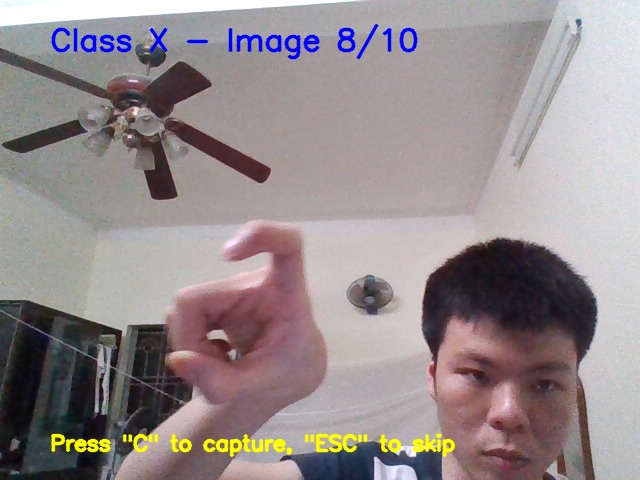 Class X - Image 8/10
Press "C" to capture, "ESC" to skip